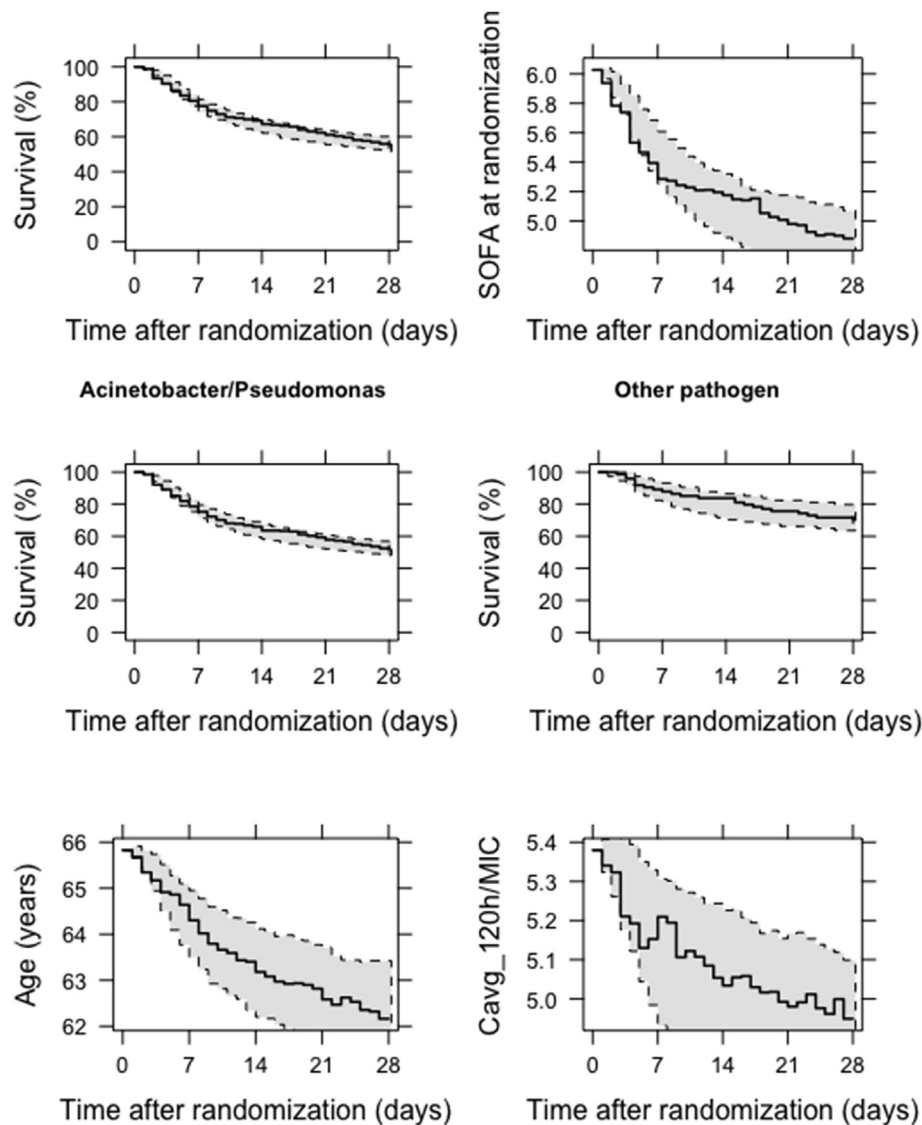 Survival (%)
100
80
60
40
20
0
0 7 14 21 28
Time after randomization (days)
SOFA at randomization
6.0
5.8
5.6
5.4
5.2
5.0
0 7 14 21 28
Time after randomization (days)
Acinetobacter/Pseudomonas
Survival (%)
100
80
60
40
20
0
0 7 14 21 28
Time after randomization (days)
Other pathogen
Survival (%)
100
80
60
40
20
0
0 7 14 21 28
Time after randomization (days)
Age (years)
66
65
64
63
62
0 7 14 21 28
Time after randomization (days)
Cavg_120h/MIC
5.4
5.3
5.2
5.1
5.0
0 7 14 21 28
Time after randomization (days)